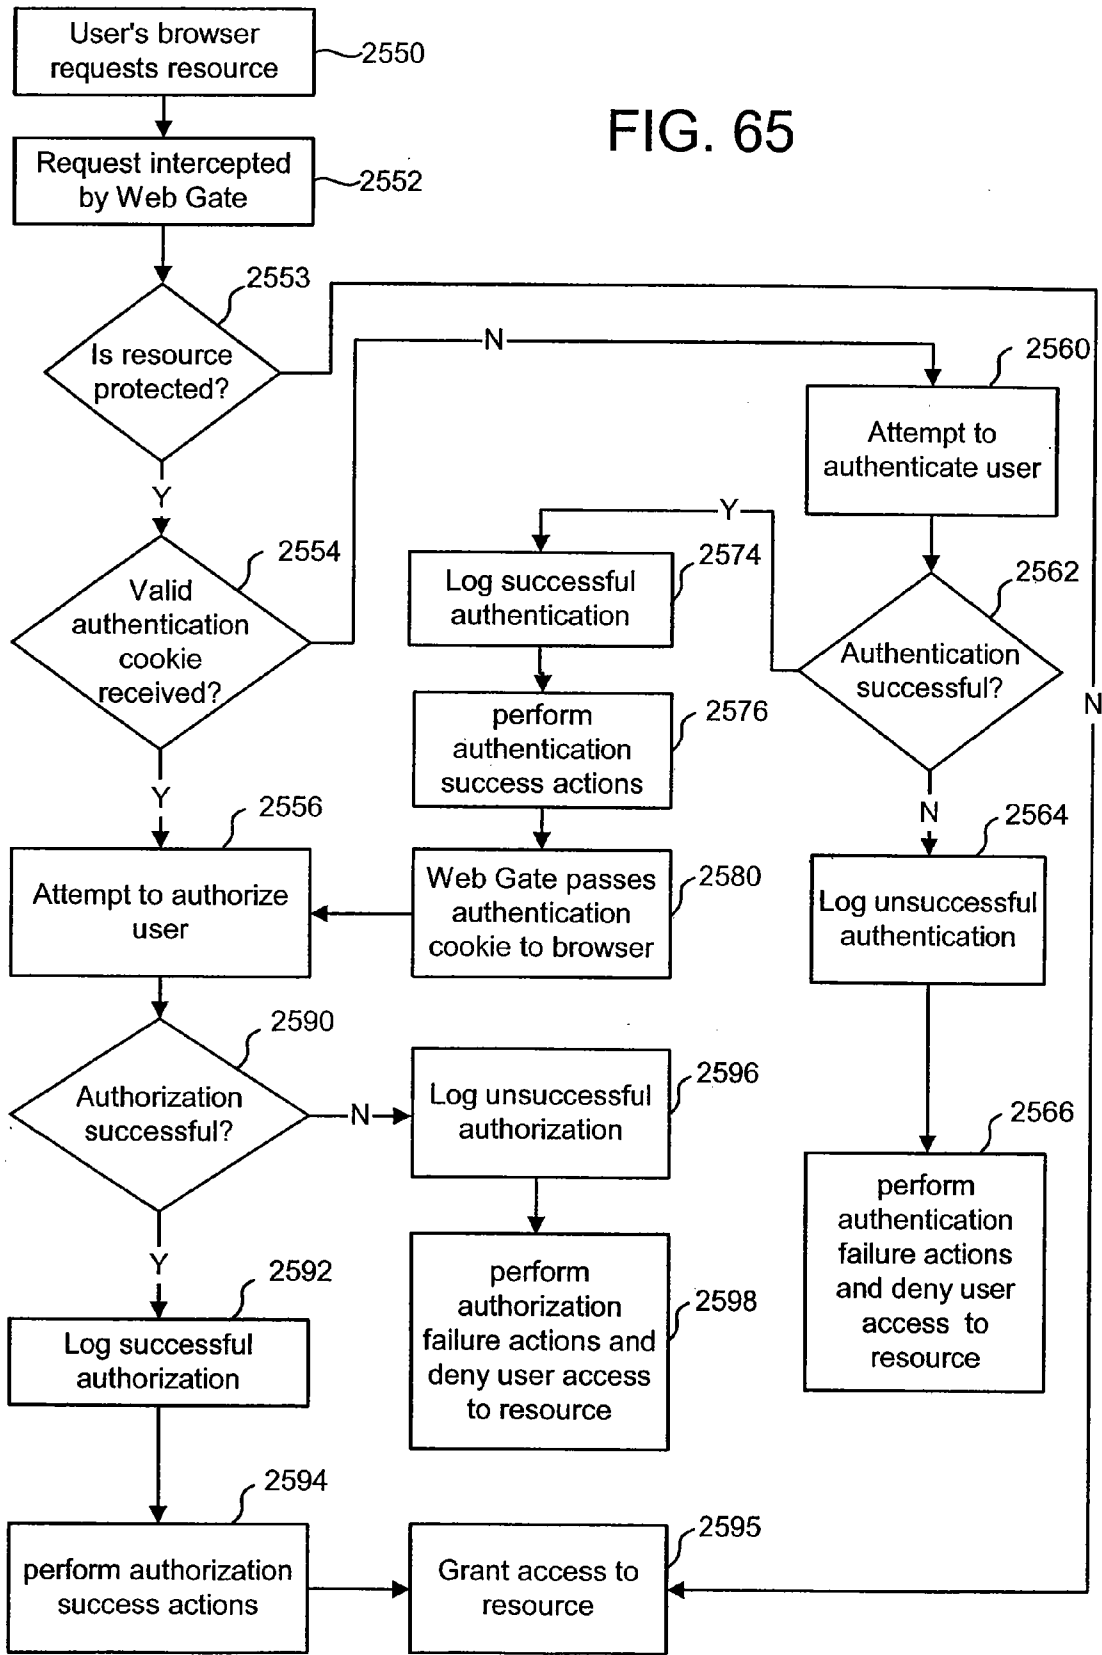 User's browser
requests resource
2550
FIG. 65
Request intercepted
by Web Gate
2552
2553
Is resource
protected?
N
2560
Attempt to
authenticate user
Y
Y
2554
Valid
authentication
cookie
received?
2574
Log successful
authentication
2562
Authentication
successful?
N
2576
perform
authentication
success actions
Y
N
2556
Attempt to authorize
user
2580
Web Gate passes
authentication
cookie to browser
2564
Log unsuccessful
authentication
2590
Authorization
successful?
N
2596
Log unsuccessful
authorization
2566
perform
authentication
failure actions
and deny user
access to
resource
Y
2592
Log successful
authorization
2598
perform
authorization
failure actions and
deny user access
to resource
2594
perform authorization
success actions
2595
Grant access to
resource